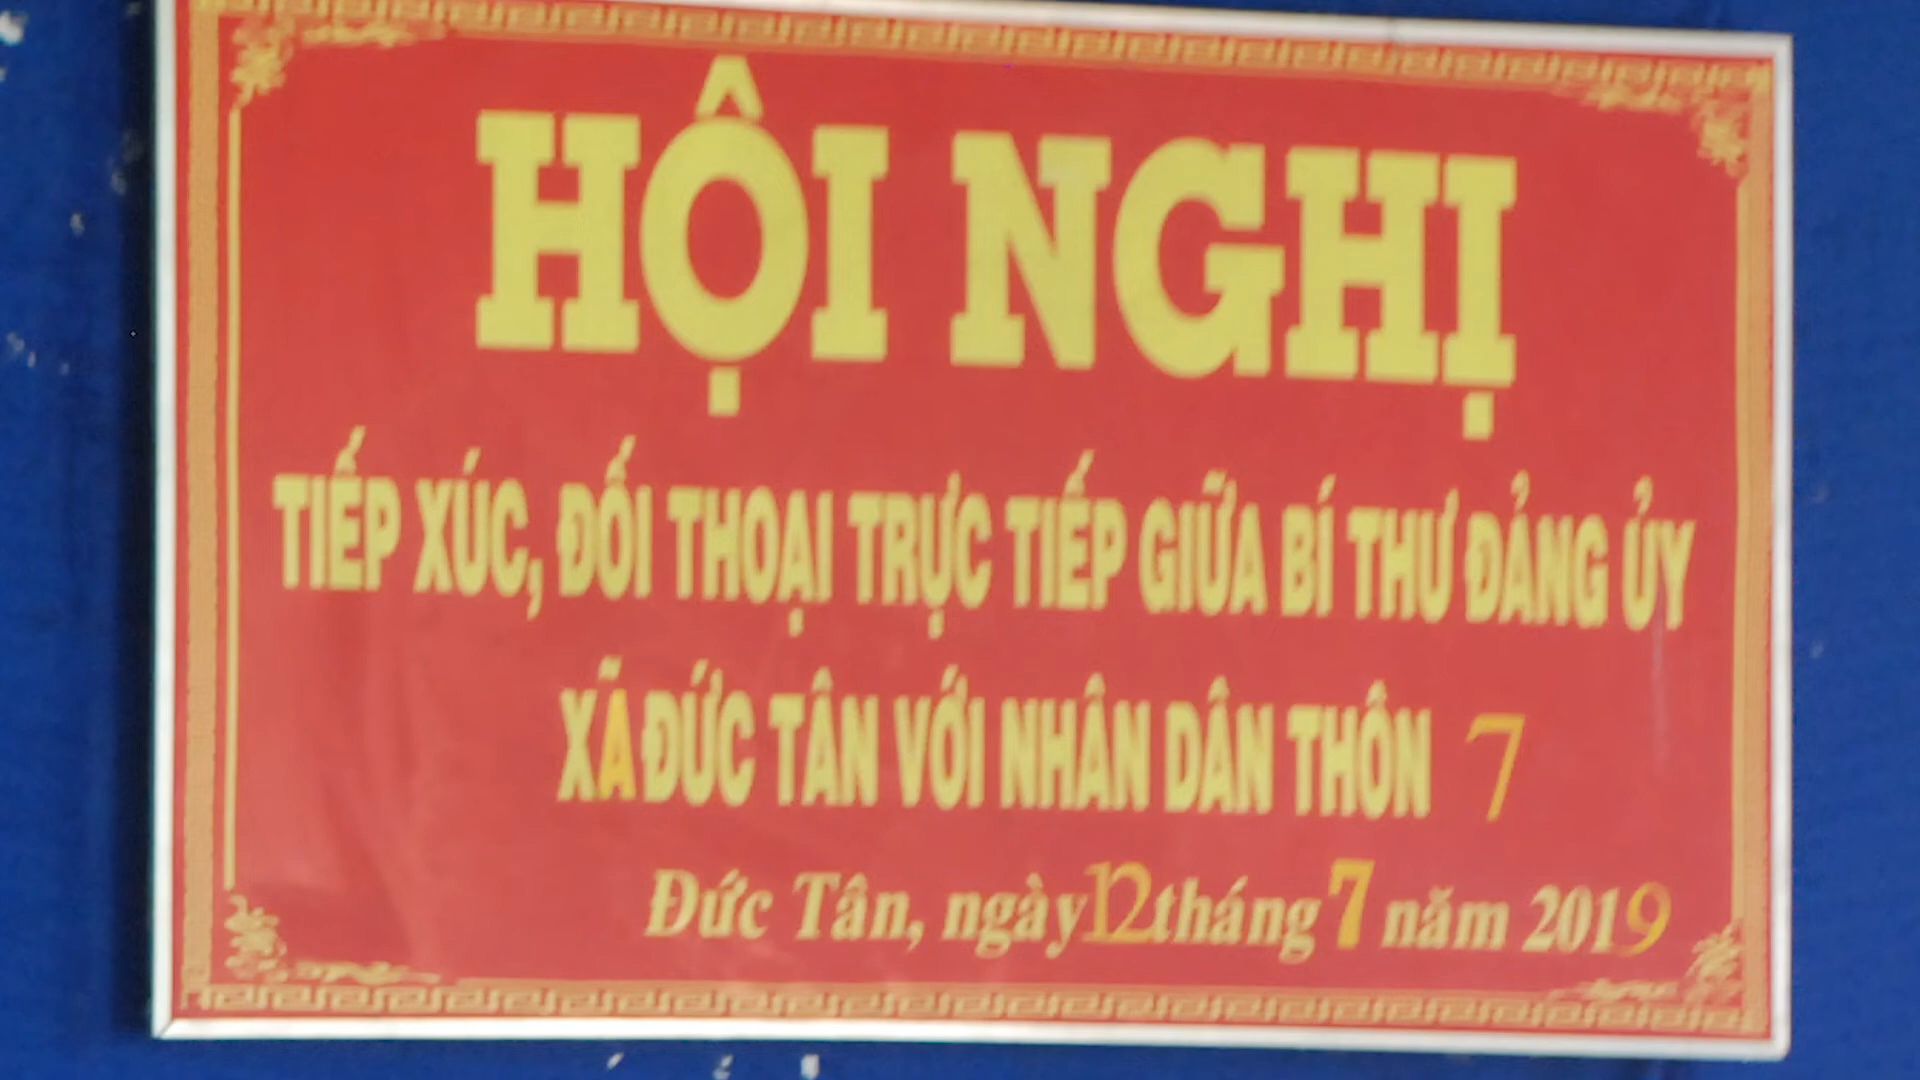 HỘI NGHỊ
TIẾP XÚC, ĐỐI THOẠI TRỰC TIẾP GIỮA BÍ THƯ ĐẢNG ỦY
XÃ ĐỨC TÂN VỚI NHÂN DÂN THÔN 7
Đức Tân, ngày 12 tháng 7 năm 2019